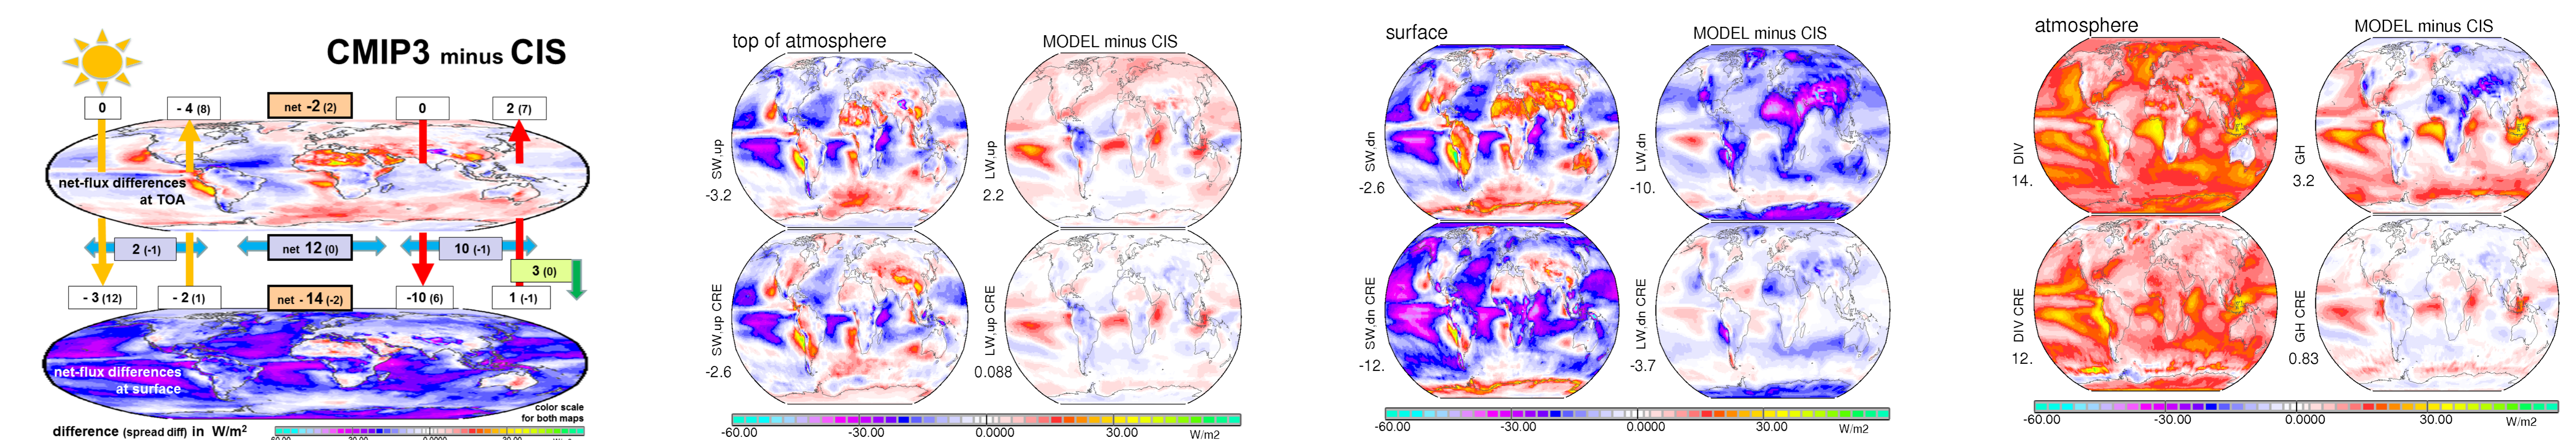 CMIP3 minus CIS
0
- 4 (8)
net -2 (2)
0
2 (7)
net-flux differences
at TOA
2 (-1)
net 12 (0)
10 (-1)
3 (0)
- 3 (12)
- 2 (1)
net - 14 (-2)
-10 (6)
1 (-1)
net-flux differences
at surface
color scale
for both maps
difference (spread diff) in W/m2
top of atmosphere
MODEL minus CIS
SW,up
-3.2
LW,up
2.2
SW,up CRE
-2.6
LW,up CRE
0.088
-60.00 -30.00 0.0000 30.00 W/m2
surface
MODEL minus CIS
SW,dn
-2.6
LW,dn
-10.
SW,dn CRE
-12.
LW,dn CRE
-3.7
-60.00 -30.00 0.0000 30.00 W/m2
atmosphere
MODEL minus CIS
DIV
14.
GH
3.2
DIV CRE
12.
GH CRE
0.83
-60.00 -30.00 0.0000 30.00 W/m2